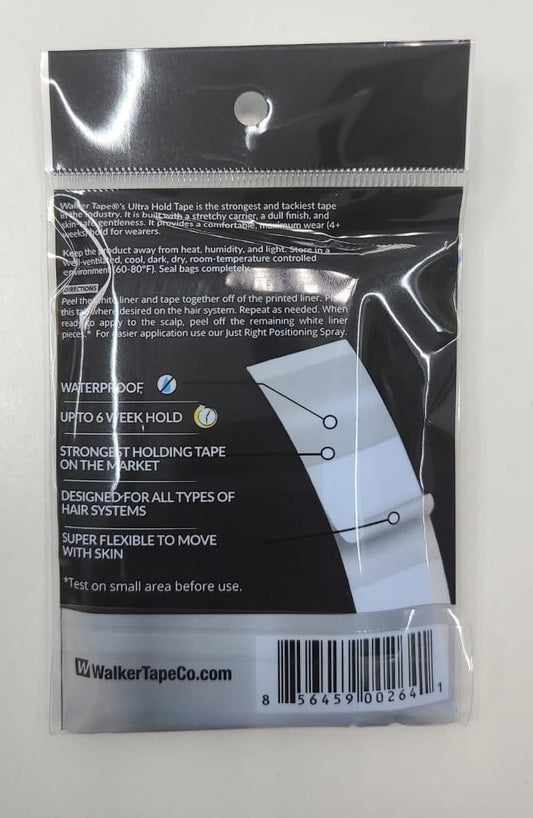 Walker Tape®'s Ultra Hold Tape is the strongest and tackiest tape
in the industry. It is built with a stretchy carrier, a dull finish, and
skin-safe gentleness. It provides a comfortable, maximum wear (4+
weeks) hold for wearers.
Keep the product away from heat, humidity, and light. Store in a
well-ventilated, cool, dark, dry, room-temperature controlled
environment (60-80°F). Seal bags completely.
DIRECTIONS
Peel the white liner and tape together off of the printed liner.
this tab where desired on the hair system. Repeat as needed. When
ready to apply to the scalp, peel off the remaining white liner
pieces.* For easier application use our Just Right Positioning Spray.
WATERPROOF
UP TO 6 WEEK HOLD
STRONGEST HOLDING TAPE
ON THE MARKET
DESIGNED FOR ALL TYPES OF
HAIR SYSTEMS
SUPER FLEXIBLE TO MOVE
WITH SKIN
*Test on small area before use.
W WalkerTapeCo.com
8 56459 00264 1